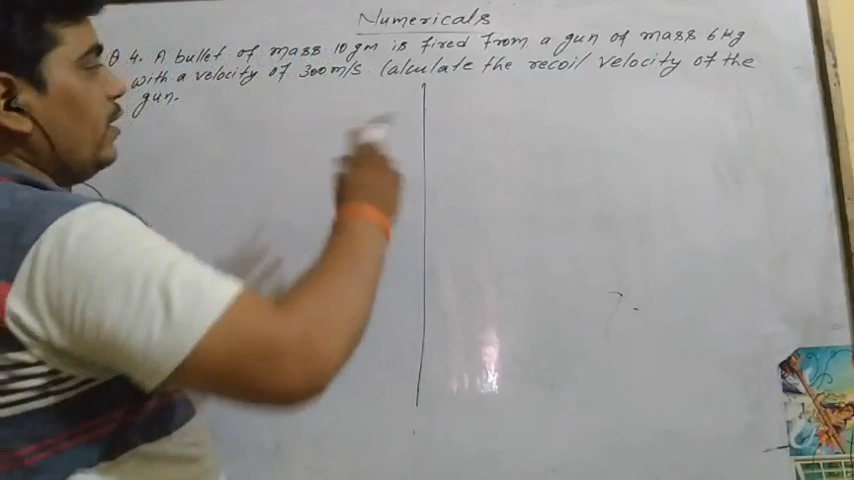 Numericals
Q 4. A bullet of mass 10 gm is fired from a gun of mass 6 Kg
with a velocity of 300 m/s. Calculate the recoil velocity of the
gun.